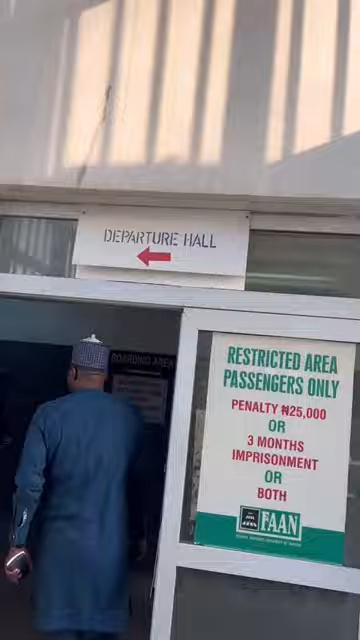 DEPARTURE HALL
BOARDING AREA
RESTRICTED AREA
PASSENGERS ONLY
PENALTY ₦25,000
OR
3 MONTHS
IMPRISONMENT
OR
BOTH
FAAN